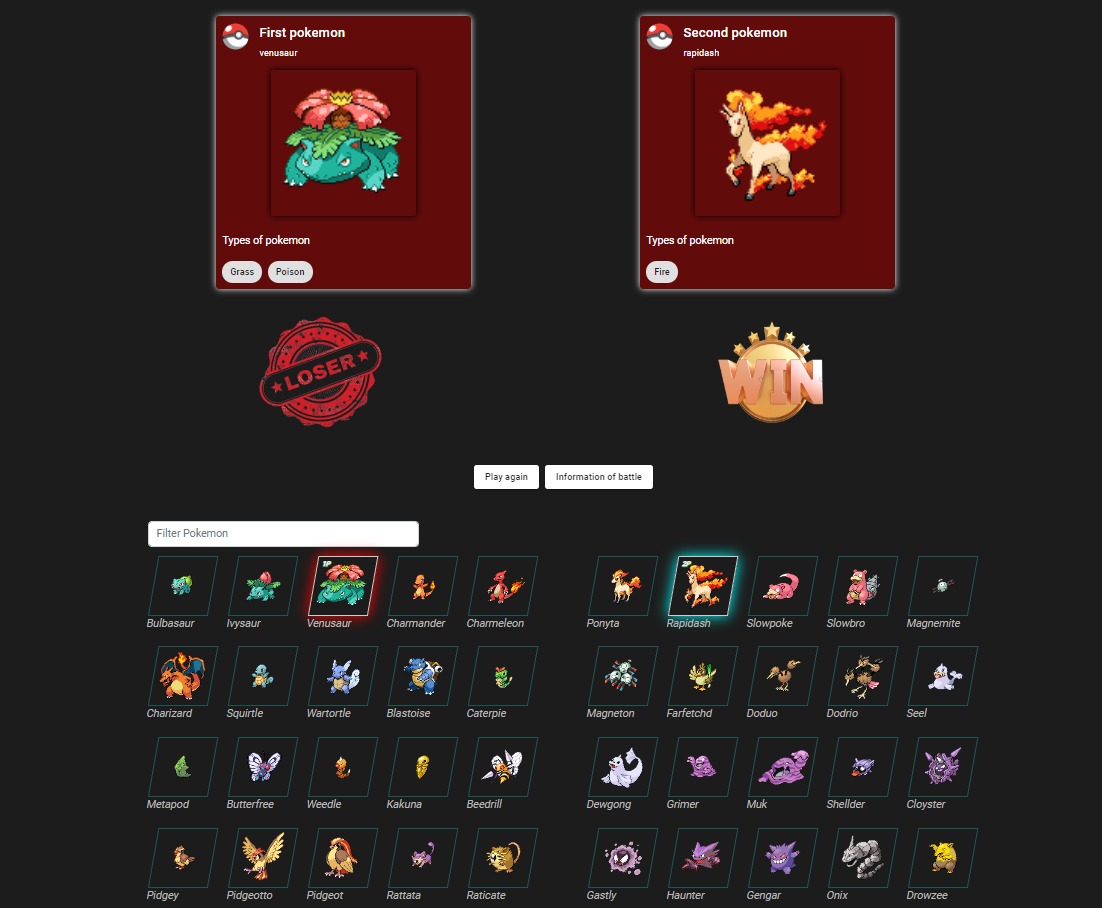 First pokemon
venusaur
Types of pokemon
Grass Poison
Second pokemon
rapidash
Types of pokemon
Fire
LOSER
WIN
Play again Information of battle
Filter Pokemon
1P 2P
Bulbasaur Ivysaur Venusaur Charmander Charmeleon Ponyta Rapidash Slowpoke Slowbro Magnemite
Charizard Squirtle Wartortle Blastoise Caterpie Magneton Farfetchd Doduo Dodrio Seel
Metapod Butterfree Weedle Kakuna Beedrill Dewgong Grimer Muk Shellder Cloyster
Pidgey Pidgeotto Pidgeot Rattata Raticate Gastly Haunter Gengar Onix Drowzee